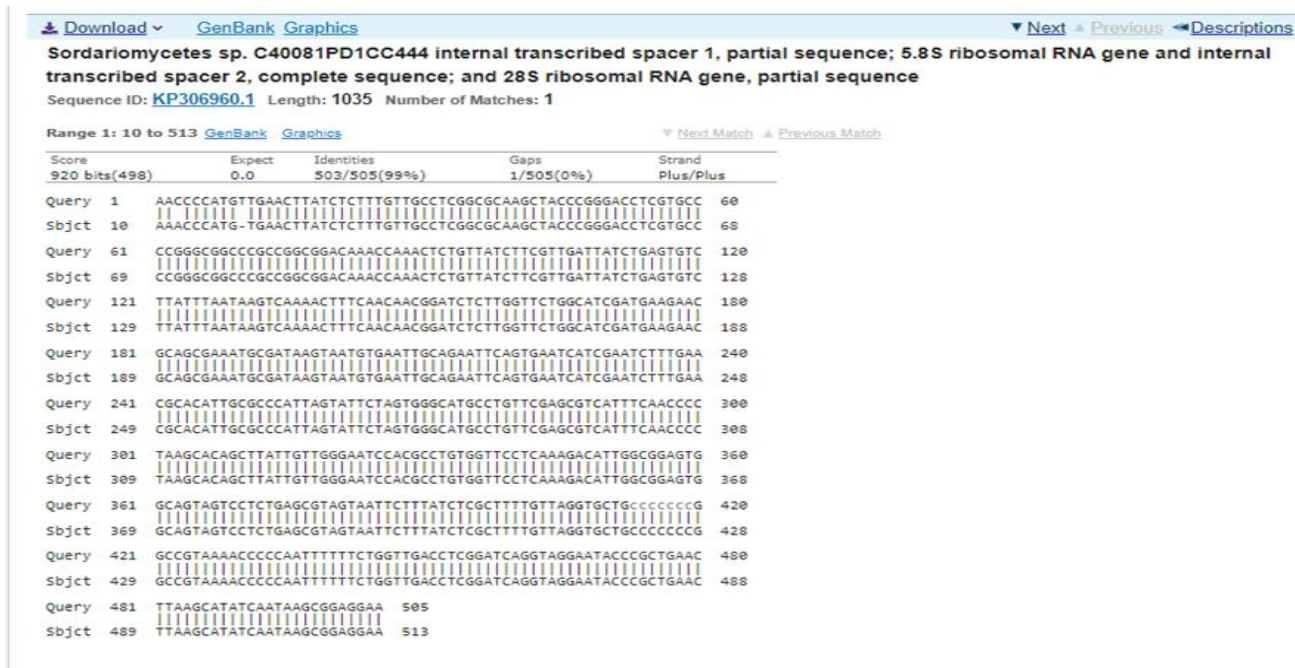 Download GenBank Graphics Next Previous Descriptions
Sordariomycetes sp. C40081PD1CC444 internal transcribed spacer 1, partial sequence; 5.8S ribosomal RNA gene and internal
transcribed spacer 2, complete sequence; and 28S ribosomal RNA gene, partial sequence
Sequence ID: KP306960.1 Length: 1035 Number of Matches: 1
Range 1: 10 to 513 GenBank Graphics Next Match Previous Match
Score Expect Identities Gaps Strand
920 bits(498) 0.0 503/505(99%) 1/505(0%) Plus/Plus
Query 1 AACCCCATGTTGAACTTATCTCTTTGTTGCCTCGGCGCAAGCTACCCGGGACCTCGTGCC 60
Sbjct 10 AAACCCATG-TGAACTTATCTCTTTGTTGCCTCGGCGCAAGCTACCCGGGACCTCGTGCC 68
Query 61 CCGGGCGGCCCGCCGGCGGACAAACCAAACTCTGTTATCTTCGTTGATTATCTGAGTGTC 120
Sbjct 69 CCGGGCGGCCCGCCGGCGGACAAACCAAACTCTGTTATCTTCGTTGATTATCTGAGTGTC 128
Query 121 TTATTTAATAAGTCAAAACTTTCAACAACGGATCTCTTGGTTCTGGCATCGATGAAGAAC 180
Sbjct 129 TTATTTAATAAGTCAAAACTTTCAACAACGGATCTCTTGGTTCTGGCATCGATGAAGAAC 188
Query 181 GCAGCGAAATGCGATAAGTAATGTGAATTGCAGAATTCAGTGAATCATCGAATCTTTGAA 240
Sbjct 189 GCAGCGAAATGCGATAAGTAATGTGAATTGCAGAATTCAGTGAATCATCGAATCTTTGAA 248
Query 241 CGCACATTGCGCCCATTAGTATTCTAGTGGGCATGCCTGTTCGAGCGTCATTTCAACCCC 300
Sbjct 249 CGCACATTGCGCCCATTAGTATTCTAGTGGGCATGCCTGTTCGAGCGTCATTTCAACCCC 308
Query 301 TAAGCACAGCTTATTGTTGGGAATCCACGCCTGTGGTTCCTCAAAGACATTGGCGGAGTG 360
Sbjct 309 TAAGCACAGCTTATTGTTGGGAATCCACGCCTGTGGTTCCTCAAAGACATTGGCGGAGTG 368
Query 361 GCAGTAGTCCTCTGAGCGTAGTAATTCTTTATCTCGCTTTTGTTAGGTGCTGccccccccG 420
Sbjct 369 GCAGTAGTCCTCTGAGCGTAGTAATTCTTTATCTCGCTTTTGTTAGGTGCTGCCCCCCCG 428
Query 421 GCCGTAAAACCCCCAATTTTTTCTGGTTGACCTCGGATCAGGTAGGAATACCCGCTGAAC 480
Sbjct 429 GCCGTAAAACCCCCAATTTTTTCTGGTTGACCTCGGATCAGGTAGGAATACCCGCTGAAC 488
Query 481 TTAAGCATATCAATAAGCGGAGGAA 505
Sbjct 489 TTAAGCATATCAATAAGCGGAGGAA 513